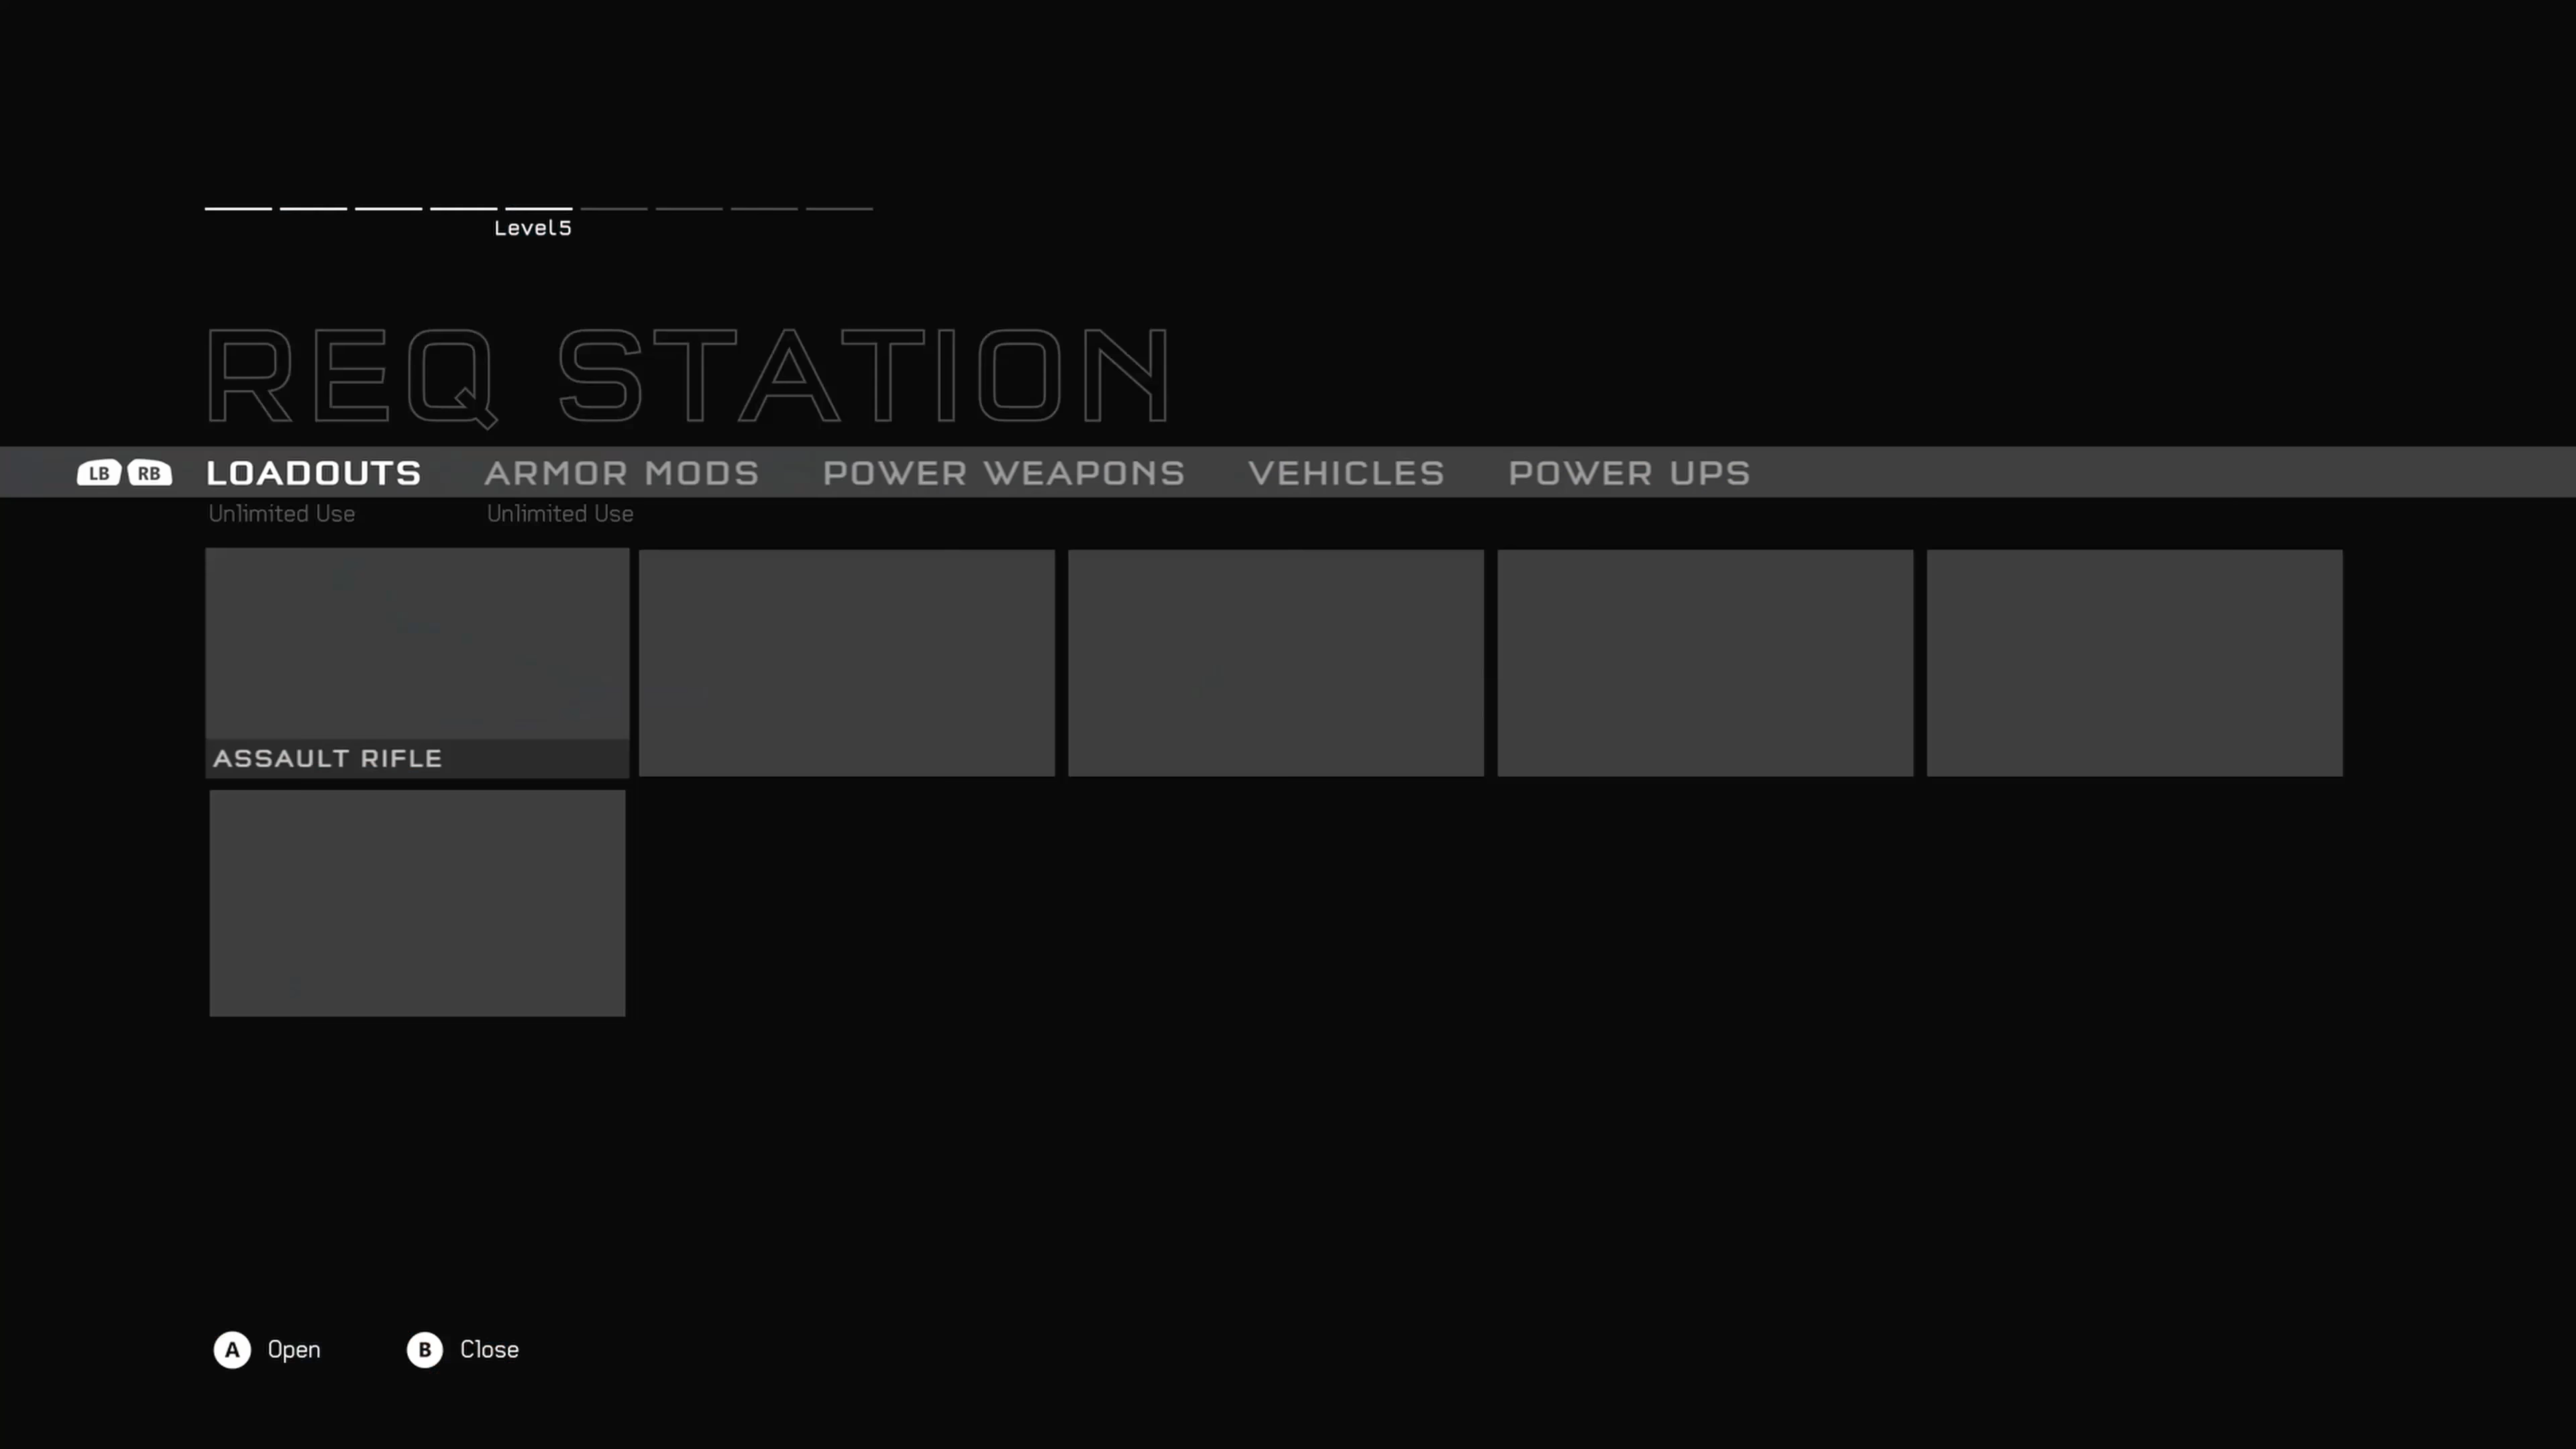 Level5
REQ STATION
LB RB LOADOUTS ARMOR MODS POWER WEAPONS VEHICLES POWER UPS
Unlimited Use Unlimited Use
ASSAULT RIFLE
A Open B Close